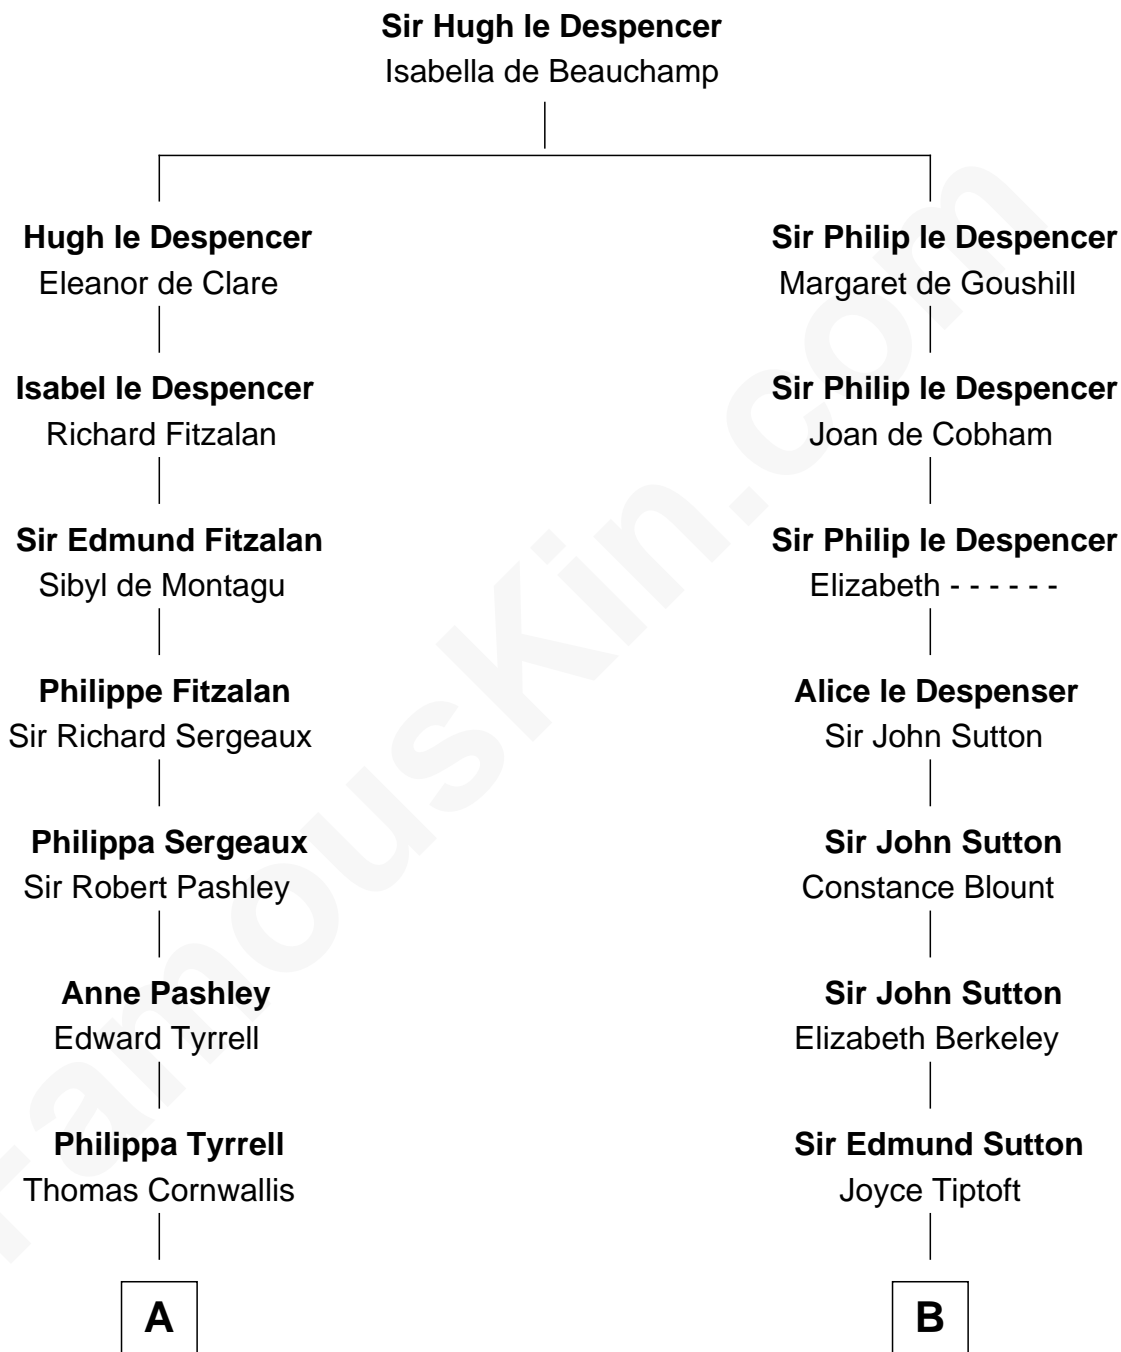 Sir Hugh le Despencer
Isabella de Beauchamp
Hugh le Despencer
Eleanor de Clare
Sir Philip le Despencer
Margaret de Goushill
Isabel le Despencer
Richard Fitzalan
Sir Philip le Despencer
Joan de Cobham
Sir Edmund Fitzalan
Sibyl de Montagu
Sir Philip le Despencer
Elizabeth - - - - - -
Philippe Fitzalan
Sir Richard Sergeaux
Alice le Despenser
Sir John Sutton
Philippa Sergeaux
Sir Robert Pashley
Sir John Sutton
Constance Blount
Anne Pashley
Edward Tyrrell
Sir John Sutton
Elizabeth Berkeley
Philippa Tyrrell
Thomas Cornwallis
Sir Edmund Sutton
Joyce Tiptoft
A
B
FamousKin.com